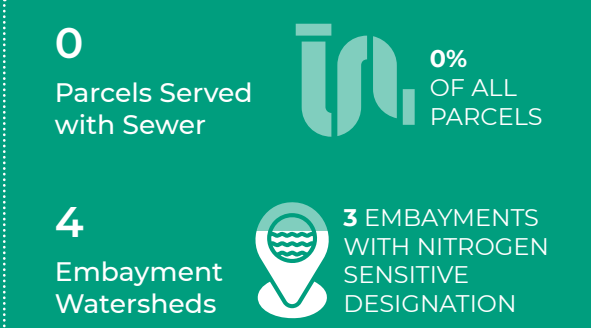 0
Parcels Served
with Sewer
0%
OF ALL
PARCELS
4
Embayment
Watersheds
3 EMBAYMENTS
WITH NITROGEN
SENSITIVE
DESIGNATION